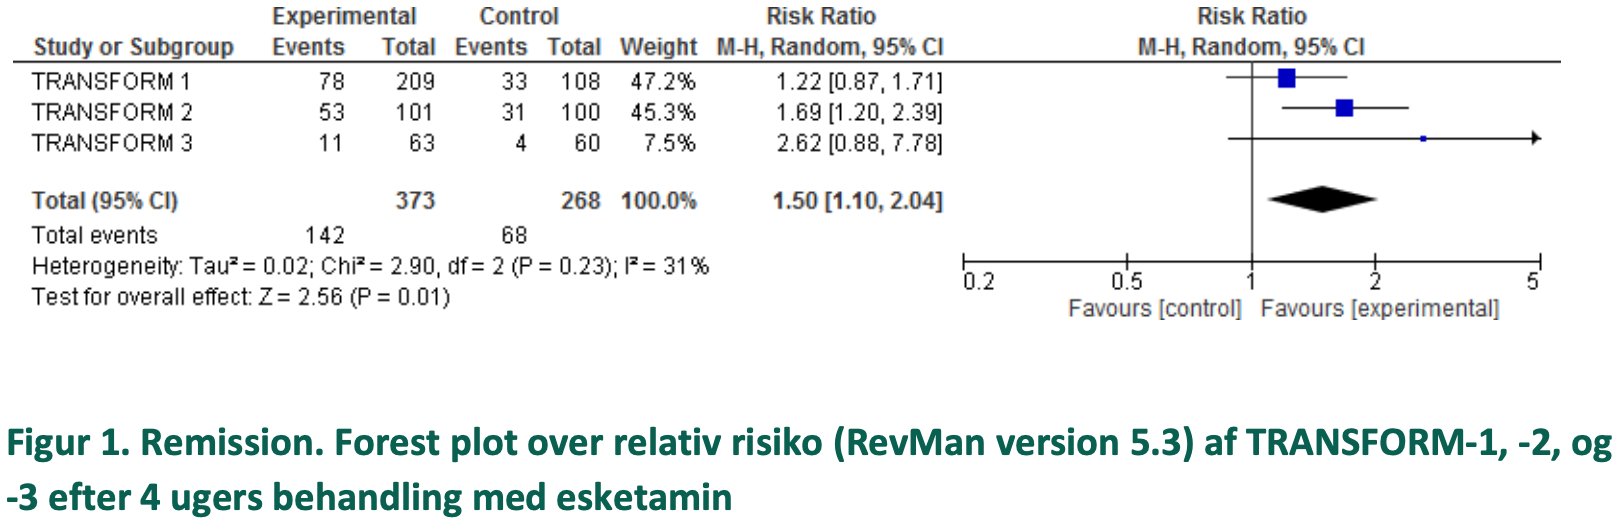 Experimental Control Risk Ratio Risk Ratio
Study or Subgroup Events Total Events Total Weight M-H, Random, 95% CI M-H, Random, 95% CI
TRANSFORM 1 78 209 33 108 47.2% 1.22 [0.87, 1.71]
TRANSFORM 2 53 101 31 100 45.3% 1.69 [1.20, 2.39]
TRANSFORM 3 11 63 4 60 7.5% 2.62 [0.88, 7.78]
Total (95% CI) 373 268 100.0% 1.50 [1.10, 2.04]
Total events 142 68
Heterogeneity: Tau² = 0.02; Chi² = 2.90, df = 2 (P = 0.23); I² = 31%
Test for overall effect: Z = 2.56 (P = 0.01)
0.2 0.5 1 2 5
Favours [control] Favours [experimental]
Figur 1. Remission. Forest plot over relativ risiko (RevMan version 5.3) af TRANSFORM-1, -2, og
-3 efter 4 ugers behandling med esketamin